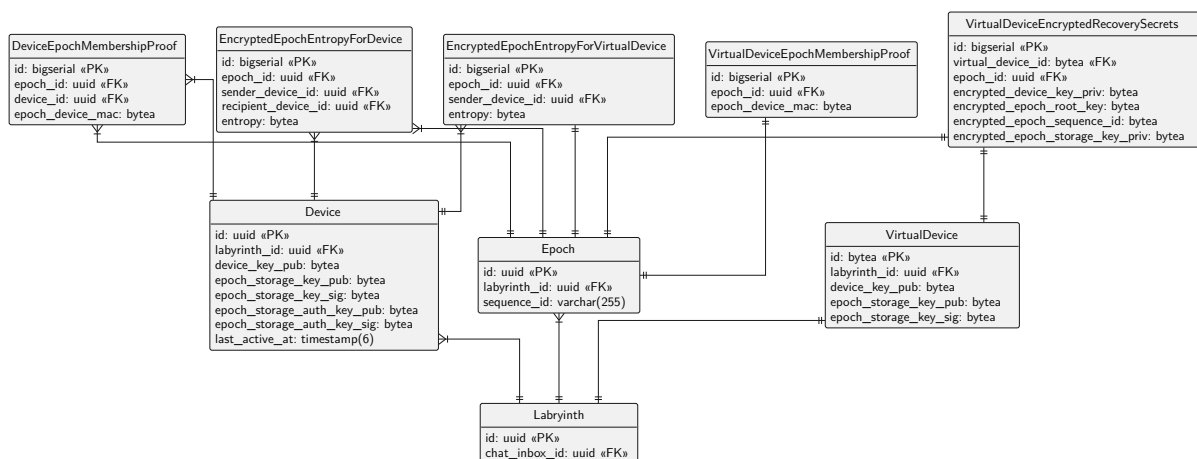 DeviceEpochMembershipProof
id: bigserial «PK»
epoch_id: uuid «FK»
device_id: uuid «FK»
epoch_device_mac: bytea
EncryptedEpochEntropyForDevice
id: bigserial «PK»
epoch_id: uuid «FK»
sender_device_id: uuid «FK»
recipient_device_id: uuid «FK»
entropy: bytea
EncryptedEpochEntropyForVirtualDevice
id: bigserial «PK»
epoch_id: uuid «FK»
sender_device_id: uuid «FK»
entropy: bytea
VirtualDeviceEpochMembershipProof
id: bigserial «PK»
epoch_id: uuid «FK»
epoch_device_mac: bytea
VirtualDeviceEncryptedRecoverySecrets
id: bigserial «PK»
virtual_device_id: bytea «FK»
epoch_id: uuid «FK»
encrypted_device_key_priv: bytea
encrypted_epoch_root_key: bytea
encrypted_epoch_sequence_id: bytea
encrypted_epoch_storage_key_priv: bytea
Device
id: uuid «PK»
labyrinth_id: uuid «FK»
device_key_pub: bytea
epoch_storage_key_pub: bytea
epoch_storage_key_sig: bytea
epoch_storage_auth_key_pub: bytea
epoch_storage_auth_key_sig: bytea
last_active_at: timestamp(6)
Epoch
id: uuid «PK»
labyrinth_id: uuid «FK»
sequence_id: varchar(255)
VirtualDevice
id: bytea «PK»
labyrinth_id: uuid «FK»
device_key_pub: bytea
epoch_storage_key_pub: bytea
epoch_storage_key_sig: bytea
Labryinth
id: uuid «PK»
chat_inbox_id: uuid «FK»